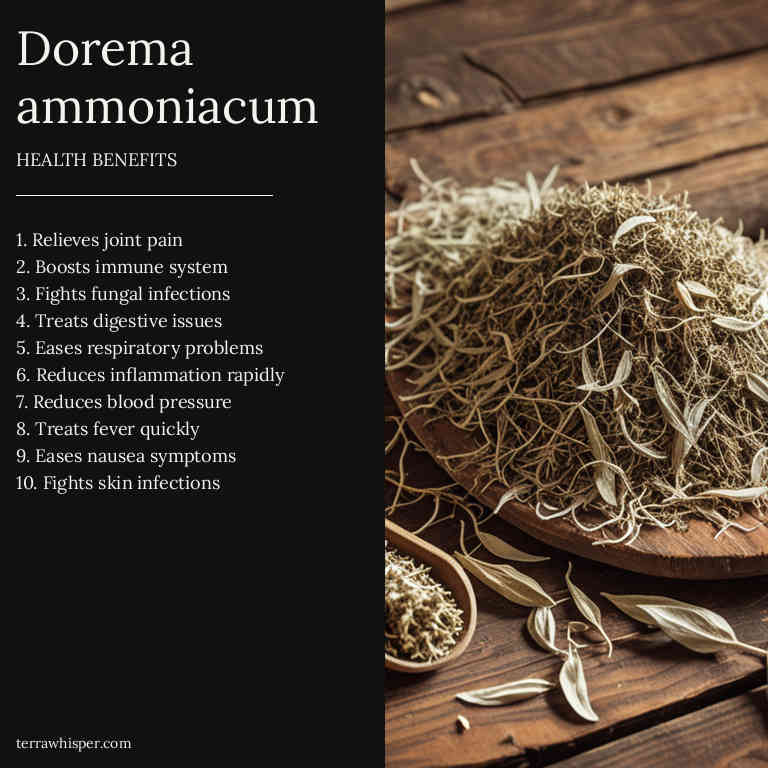 Dorema
ammoniacum
HEALTH BENEFITS
1. Relieves joint pain
2. Boosts immune system
3. Fights fungal infections
4. Treats digestive issues
5. Eases respiratory problems
6. Reduces inflammation rapidly
7. Reduces blood pressure
8. Treats fever quickly
9. Eases nausea symptoms
10. Fights skin infections
terrawhisper.com